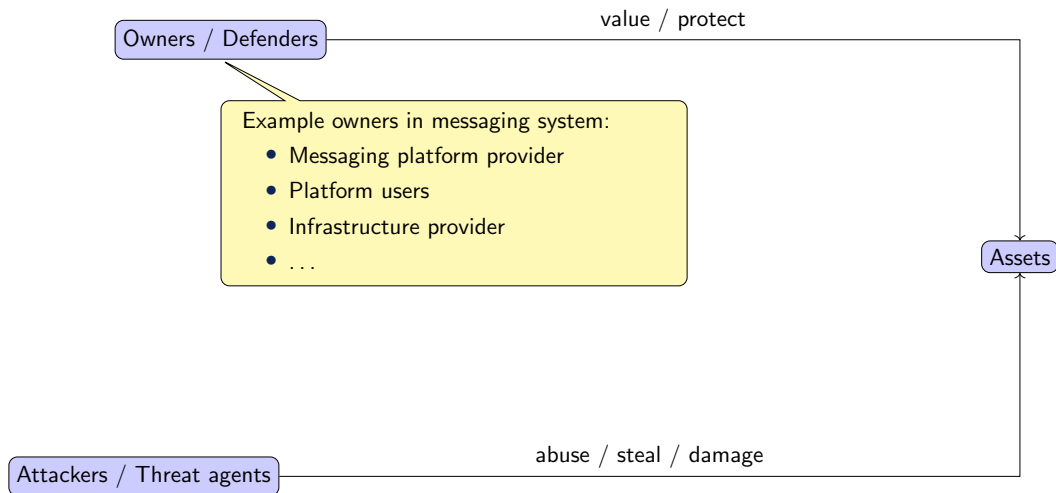 value / protect
Owners / Defenders
Example owners in messaging system:
• Messaging platform provider
• Platform users
• Infrastructure provider
• . . .
Assets
abuse / steal / damage
Attackers / Threat agents